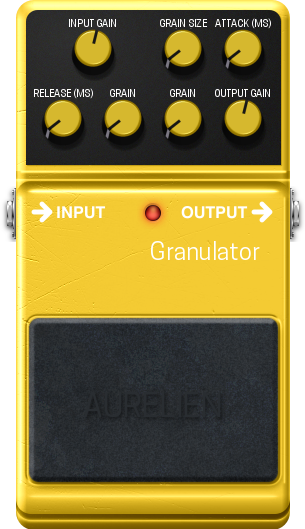 INPUT GAIN GRAIN SIZE ATTACK (MS)
RELEASE (MS) GRAIN GRAIN OUTPUT GAIN
INPUT OUTPUT
Granulator
AURELIEN